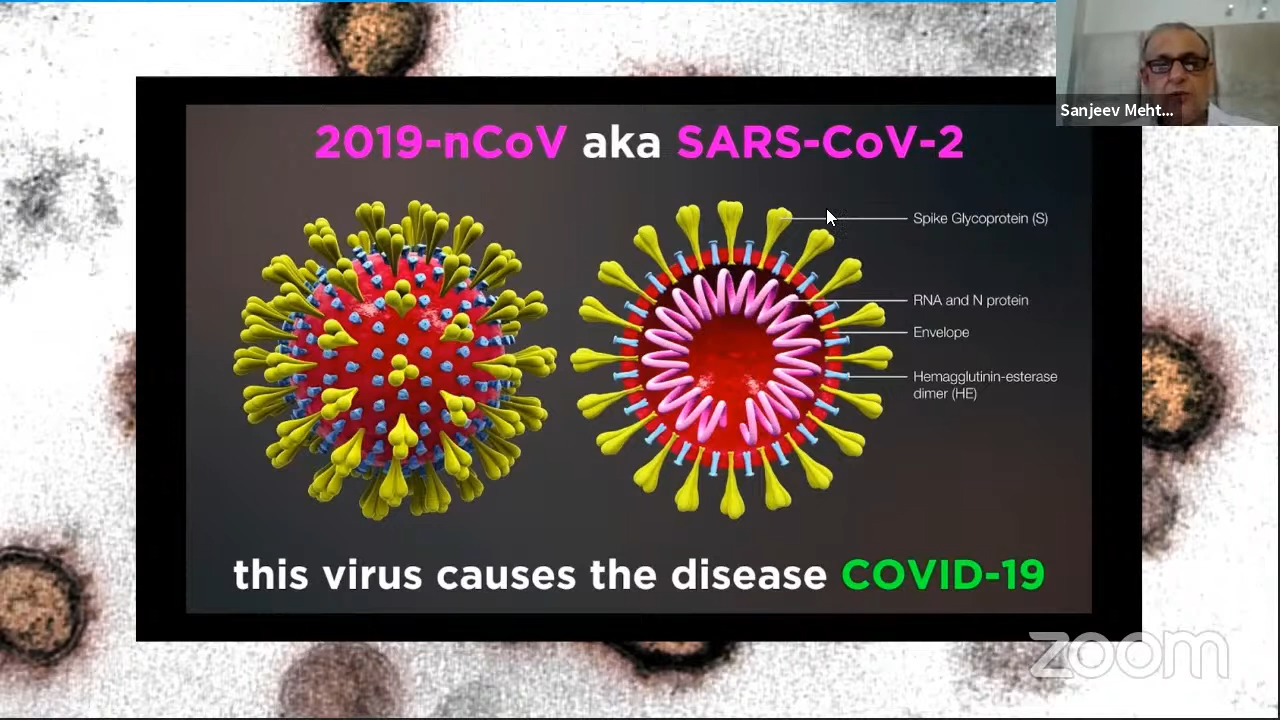 2019-nCoV aka SARS-CoV-2
Sanjeev Meht...
Spike Glycoprotein (S)
RNA and N protein
Envelope
Hemagglutinin-esterase
dimer (HE)
this virus causes the disease COVID-19
zoom